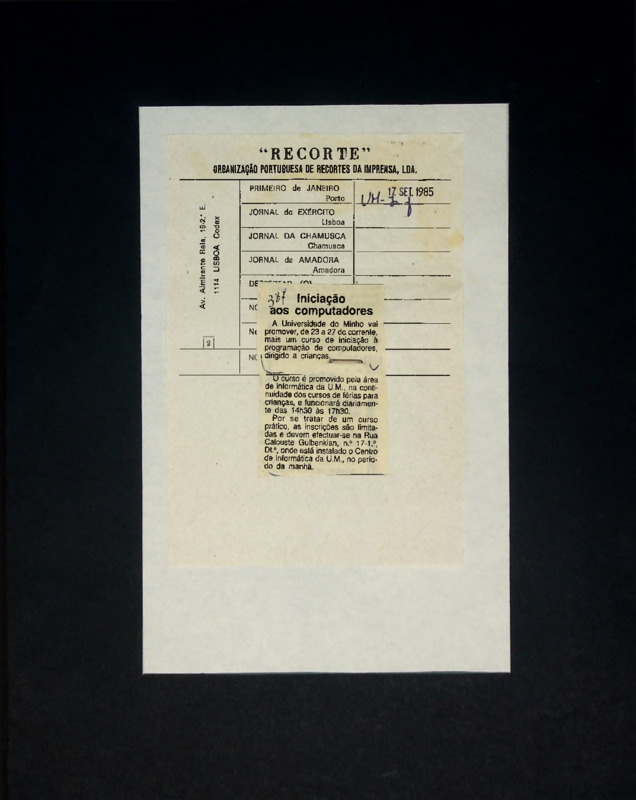 "RECORTE"
ORGANIZAÇÃO PORTUGUESA DE RECORTES DA IMPRENSA, LDA.
Av. Almirante Reis, 19-2.º E.
1114 LISBOA Codex
PRIMEIRO de JANEIRO
Porto
17 SET. 1985
JORNAL do EXÉRCITO
Lisboa
JORNAL DA CHAMUSCA
Chamusca
JORNAL de AMADORA
Amadora
Iniciação
aos computadores
A Universidade do Minho vai
promover, de 23 a 27 do corrente,
mais um curso de iniciação à
programação de computadores,
dirigido a crianças.
O curso é promovido pela área
de Informática da U.M., na conti-
nuidade dos cursos de férias para
crianças, e funcionará diariamen-
te das 14h30 às 17h30.
Por se tratar de um curso
prático, as inscrições são limita-
das e devem efectuar-se na Rua
Calouste Gulbenkian, n.º 17-1.º,
Dt.º, onde está instalado o Centro
de Informática da U.M., no perío-
do da manhã.